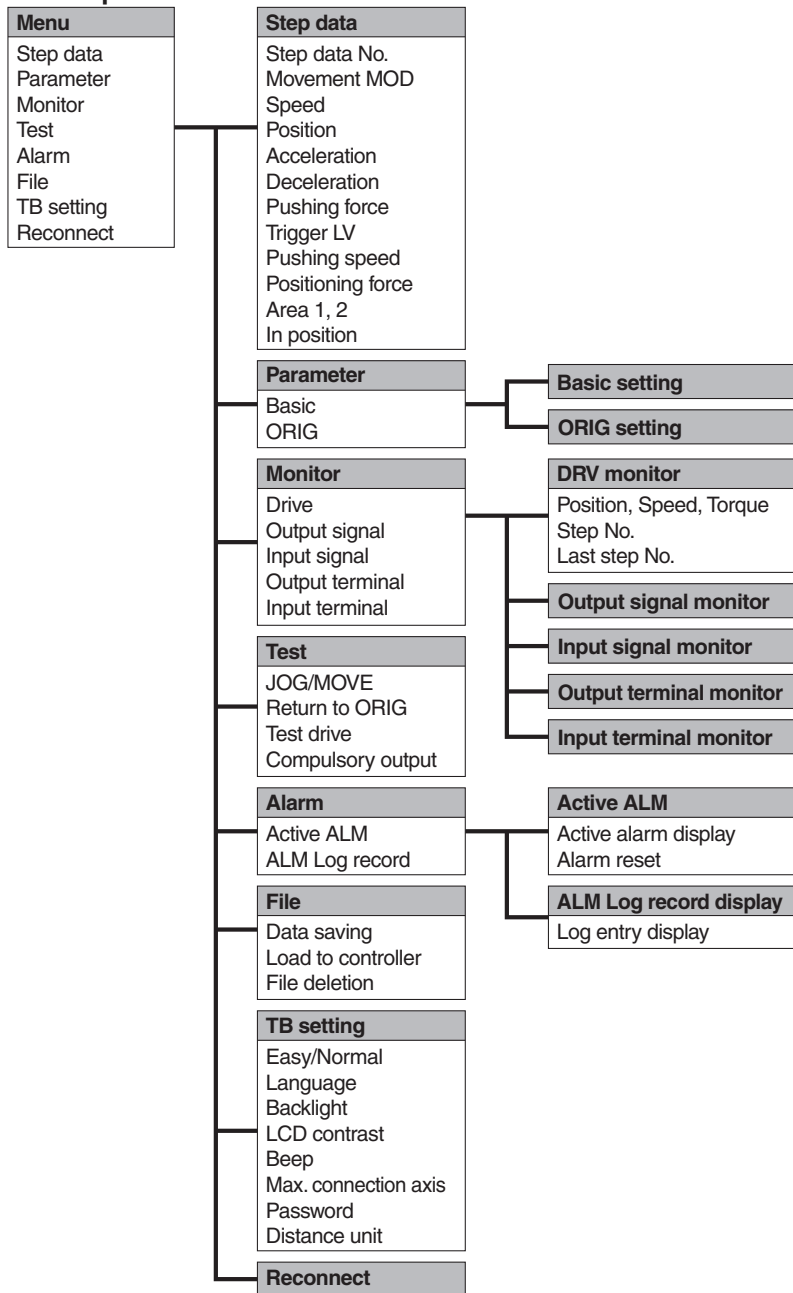 Menu
Step data
Parameter
Monitor
Test
Alarm
File
TB setting
Reconnect
Step data
Step data No.
Movement MOD
Speed
Position
Acceleration
Deceleration
Pushing force
Trigger LV
Pushing speed
Positioning force
Area 1, 2
In position
Parameter
Basic
ORIG
Basic setting
ORIG setting
Monitor
Drive
Output signal
Input signal
Output terminal
Input terminal
DRV monitor
Position, Speed, Torque
Step No.
Last step No.
Output signal monitor
Input signal monitor
Output terminal monitor
Input terminal monitor
Test
JOG/MOVE
Return to ORIG
Test drive
Compulsory output
Alarm
Active ALM
ALM Log record
Active ALM
Active alarm display
Alarm reset
ALM Log record display
Log entry display
File
Data saving
Load to controller
File deletion
TB setting
Easy/Normal
Language
Backlight
LCD contrast
Beep
Max. connection axis
Password
Distance unit
Reconnect